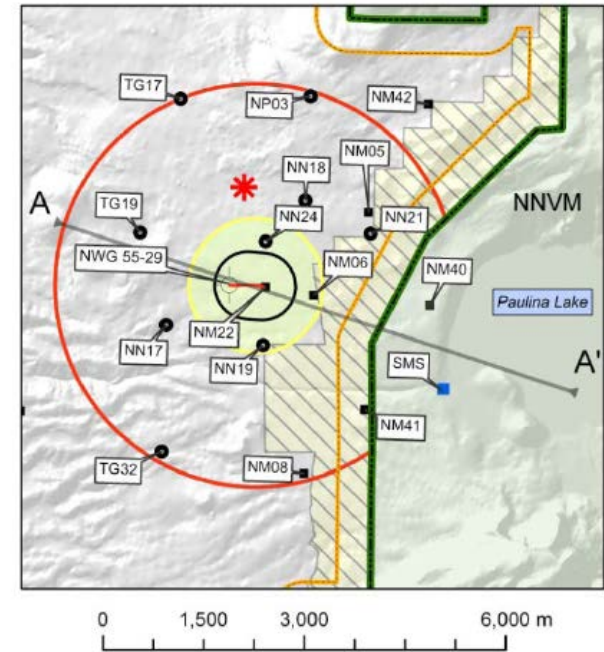 TG17
NP03
NM42
NN18
NM05
A
TG19
NN24
NN21
NNVM
NWG 55-29
NM06
NM40
Paulina Lake
NN17
NM22
NN19
SMS
A'
NM41
TG32
NM08
0 1,500 3,000 6,000 m